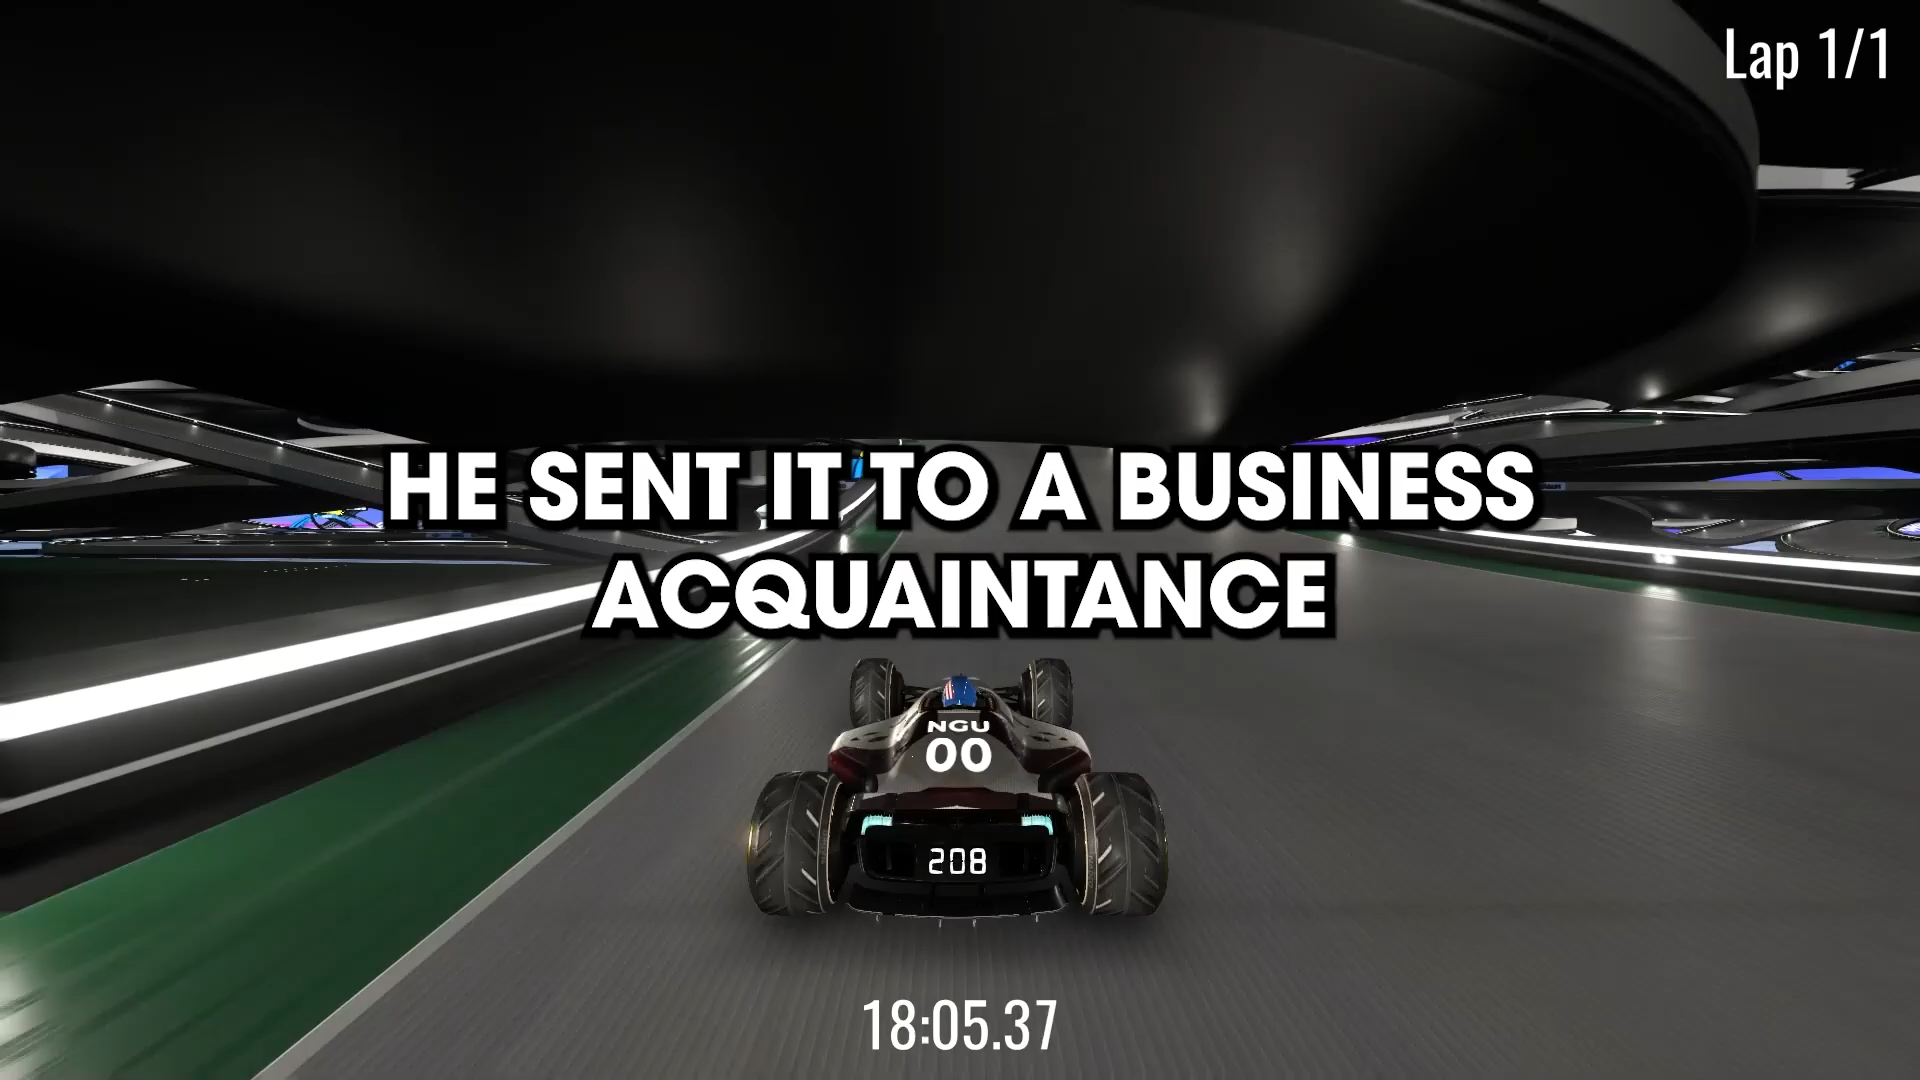 Lap 1/1
HE SENT IT TO A BUSINESS
ACQUAINTANCE
NGU
00
208
18:05.37